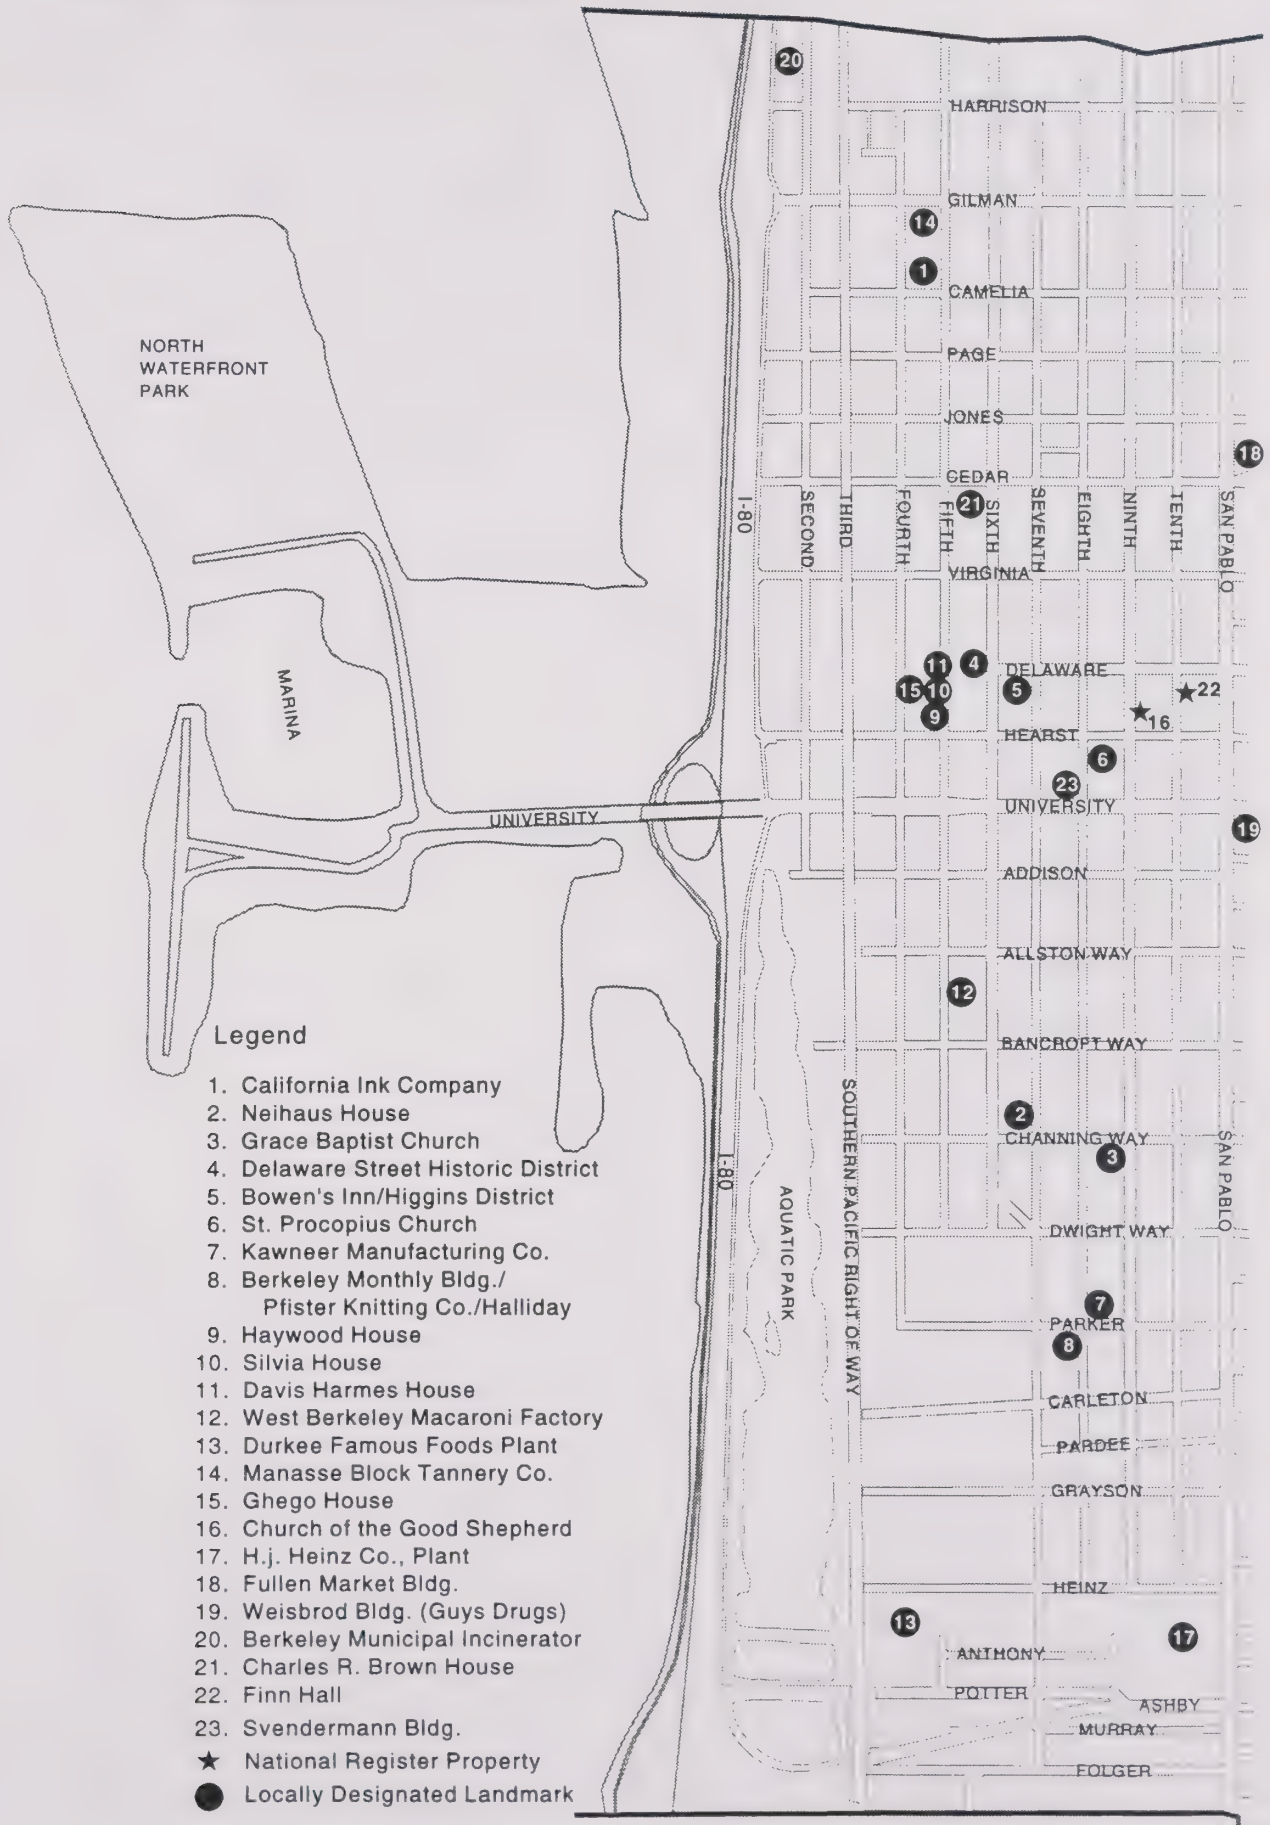 20
HARRISON
GILMAN
14
1
CAMELIA
NORTH
WATERFRONT
PARK
PAGE
JONES
18
CEDAR
21
I-80
SECOND
THIRD
FOURTH
FIFTH
SIXTH
SEVENTH
EIGHTH
NINTH
TENTH
SAN PABLO
VIRGINIA
11
4
DELAWARE
MARINA
15
10
5
22
9
16
HEARST
6
23
UNIVERSITY
UNIVERSITY
19
ADDISON
ALLSTON WAY
12
BANCROFT WAY
2
CHANNING WAY
3
I-80
AQUATIC PARK
SOUTHERN PACIFIC RIGHT OF WAY
SAN PABLO
DWIGHT WAY
7
PARKER
8
CARLETON
PARDEE
GRAYSON
HEINZ
13
17
ANTHONY
POTTER
ASHBY
MURRAY
FOLGER
Legend
1. California Ink Company
2. Neihaus House
3. Grace Baptist Church
4. Delaware Street Historic District
5. Bowen's Inn/Higgins District
6. St. Procopius Church
7. Kawneer Manufacturing Co.
8. Berkeley Monthly Bldg./
Pfister Knitting Co./Halliday
9. Haywood House
10. Silvia House
11. Davis Harmes House
12. West Berkeley Macaroni Factory
13. Durkee Famous Foods Plant
14. Manasse Block Tannery Co.
15. Ghego House
16. Church of the Good Shepherd
17. H.j. Heinz Co., Plant
18. Fullen Market Bldg.
19. Weisbrod Bldg. (Guys Drugs)
20. Berkeley Municipal Incinerator
21. Charles R. Brown House
22. Finn Hall
23. Svendermann Bldg.
★ National Register Property
● Locally Designated Landmark